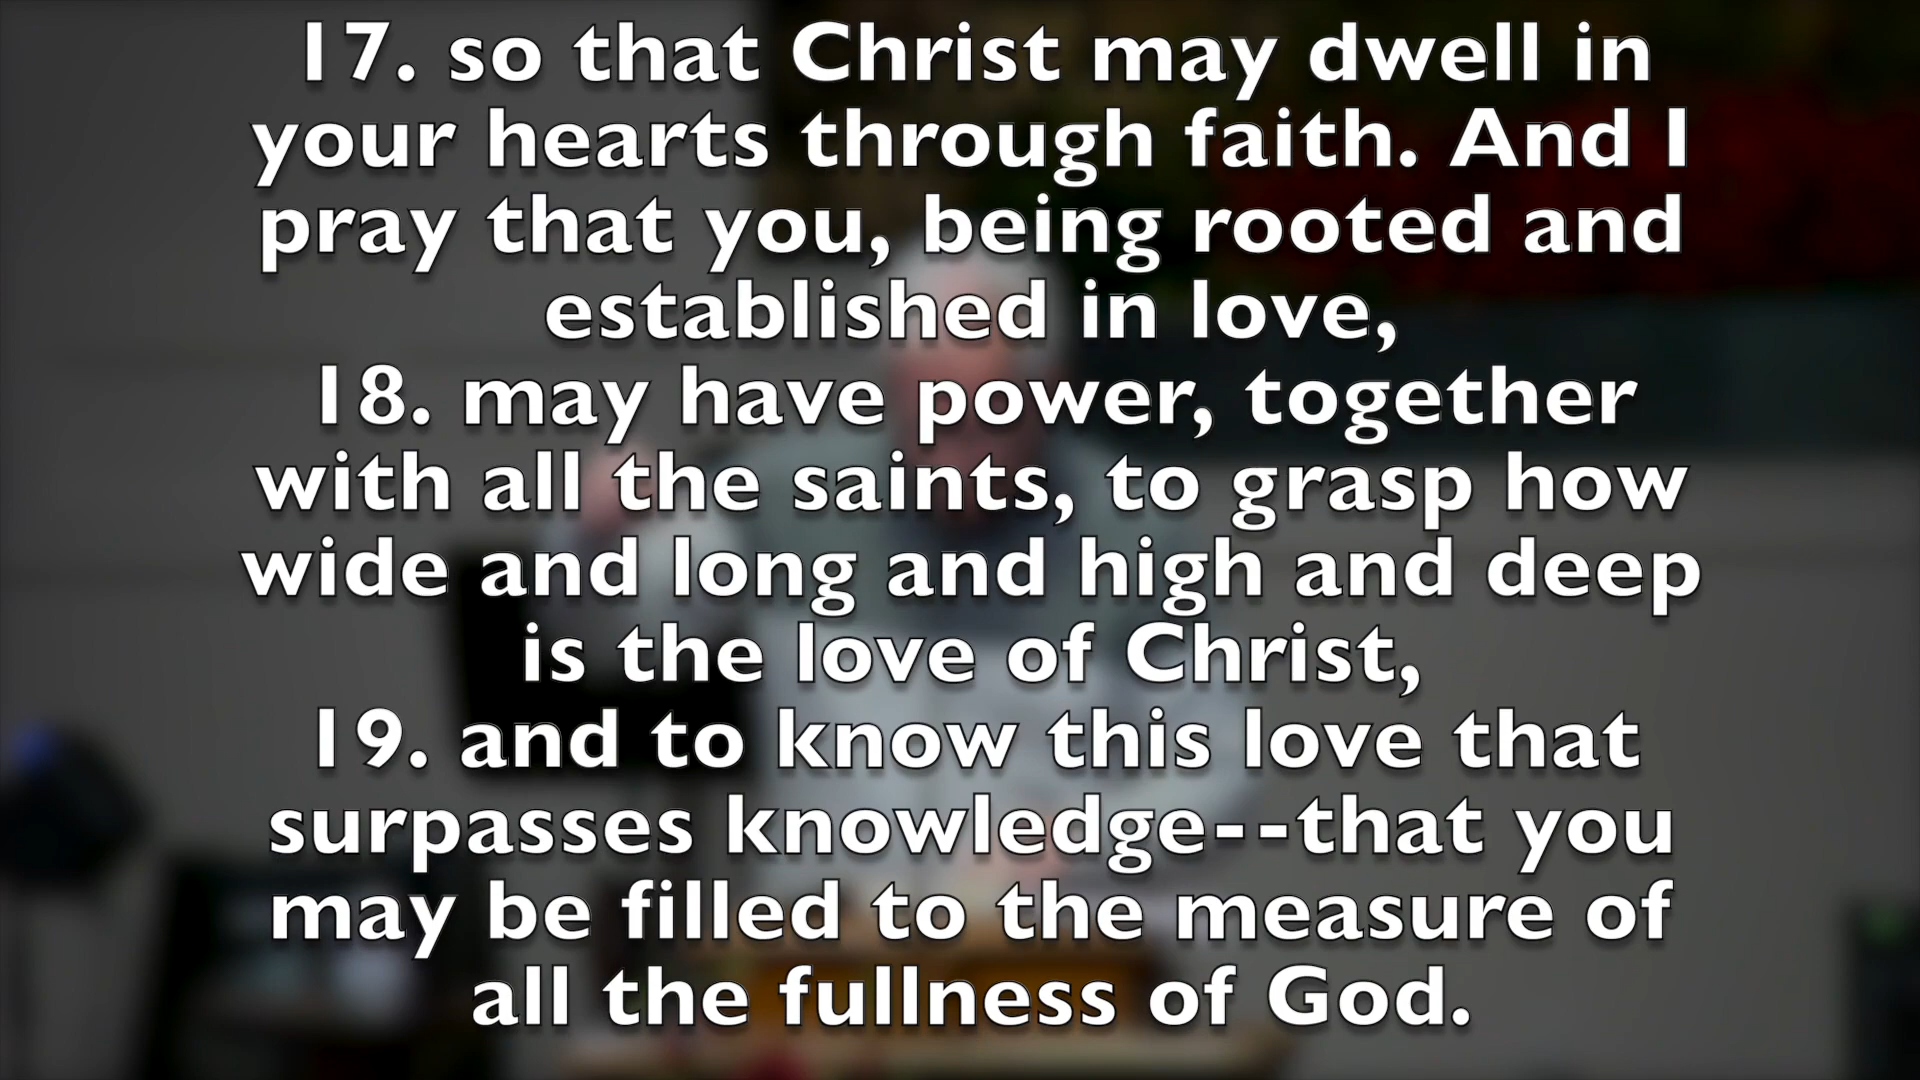 17. so that Christ may dwell in
your hearts through faith. And I
pray that you, being rooted and
established in love,
18. may have power, together
with all the saints, to grasp how
wide and long and high and deep
is the love of Christ,
19. and to know this love that
surpasses knowledge--that you
may be filled to the measure of
all the fullness of God.